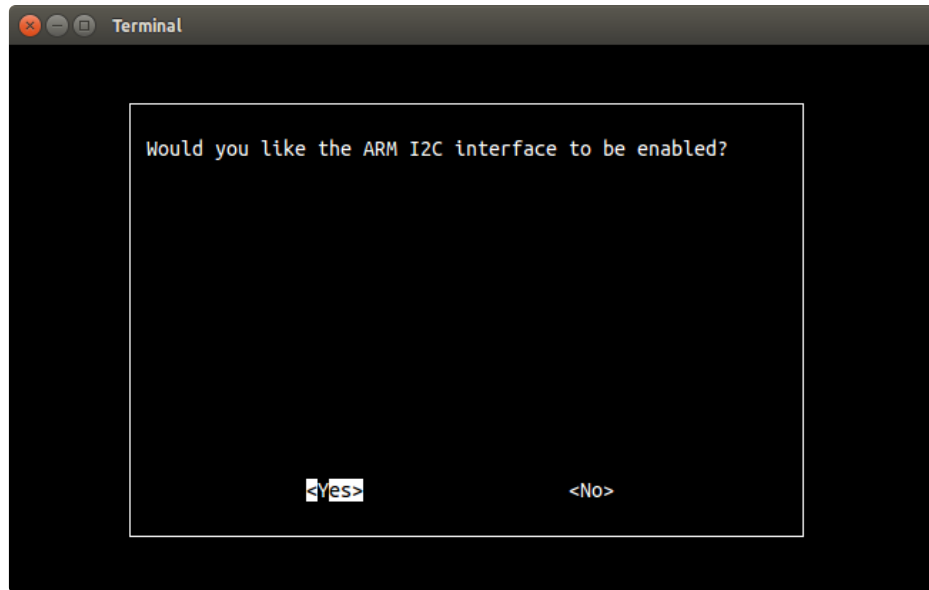 Terminal
Would you like the ARM I2C interface to be enabled?
<Yes> <No>